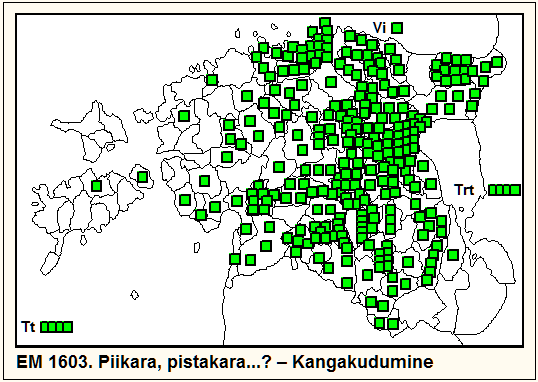 Vi
Trt
Tt
EM 1603. Piikara, pistakara...? – Kangakudumine